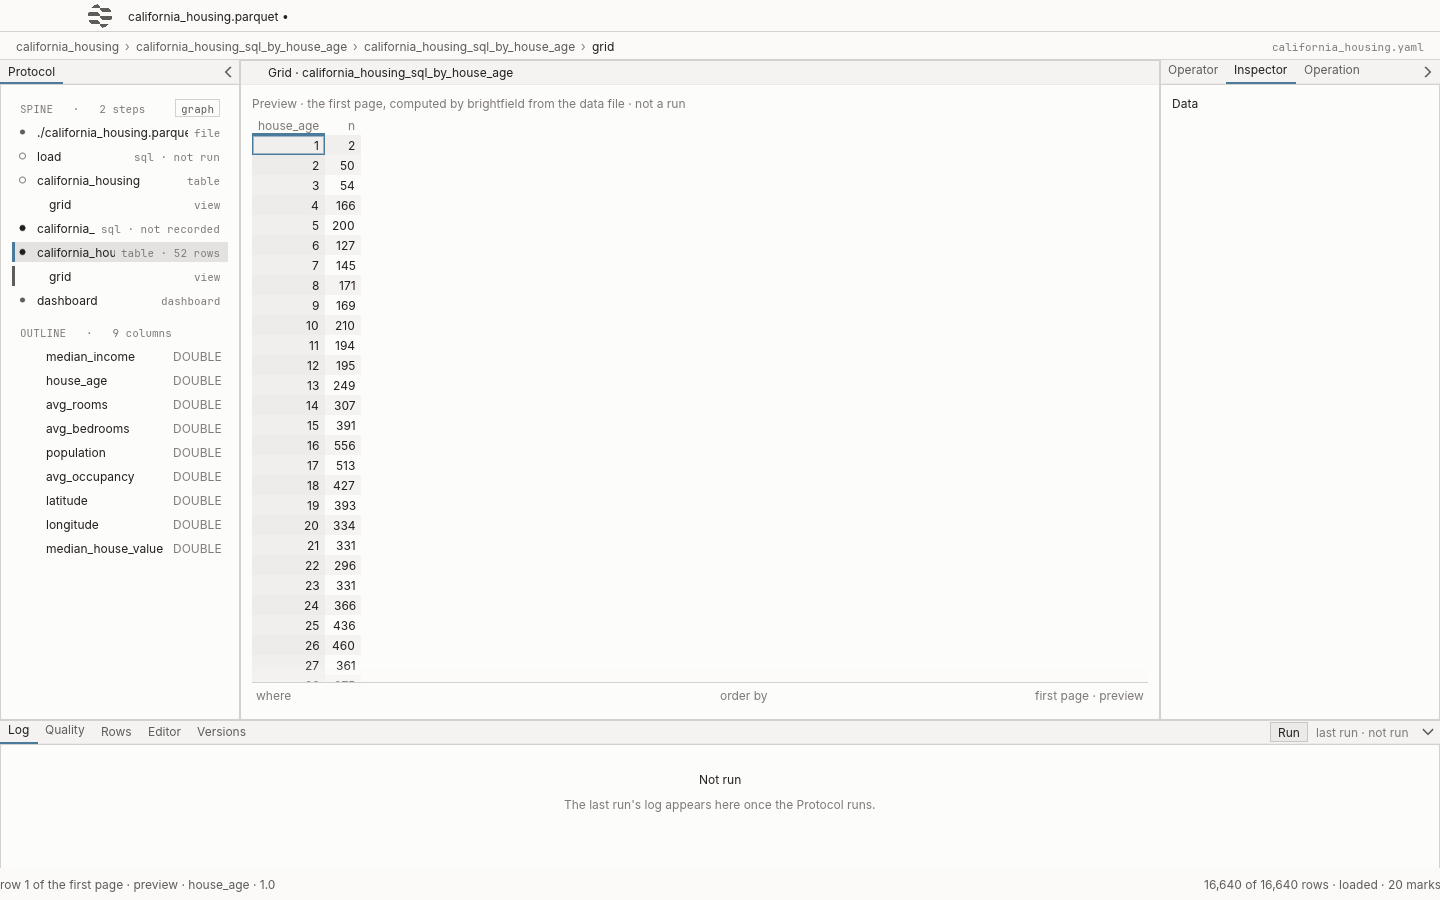 california_housing.parquet •
california_housing › california_housing_sql_by_house_age › california_housing_sql_by_house_age › grid
california_housing.yaml
Protocol
Grid · california_housing_sql_by_house_age
Operator Inspector Operation
SPINE · 2 steps graph
./california_housing.parque file
load sql · not run
california_housing table
grid view
california_ sql · not recorded
california_hou table · 52 rows
grid view
dashboard dashboard
OUTLINE · 9 columns
median_income DOUBLE
house_age DOUBLE
avg_rooms DOUBLE
avg_bedrooms DOUBLE
population DOUBLE
avg_occupancy DOUBLE
latitude DOUBLE
longitude DOUBLE
median_house_value DOUBLE
Preview · the first page, computed by brightfield from the data file · not a run
house_age n
1 2
2 50
3 54
4 166
5 200
6 127
7 145
8 171
9 169
10 210
11 194
12 195
13 249
14 307
15 391
16 556
17 513
18 427
19 393
20 334
21 331
22 296
23 331
24 366
25 436
26 460
27 361
where order by first page · preview
Data
Log Quality Rows Editor Versions
Run last run · not run
Not run
The last run's log appears here once the Protocol runs.
row 1 of the first page · preview · house_age · 1.0
16,640 of 16,640 rows · loaded · 20 marks